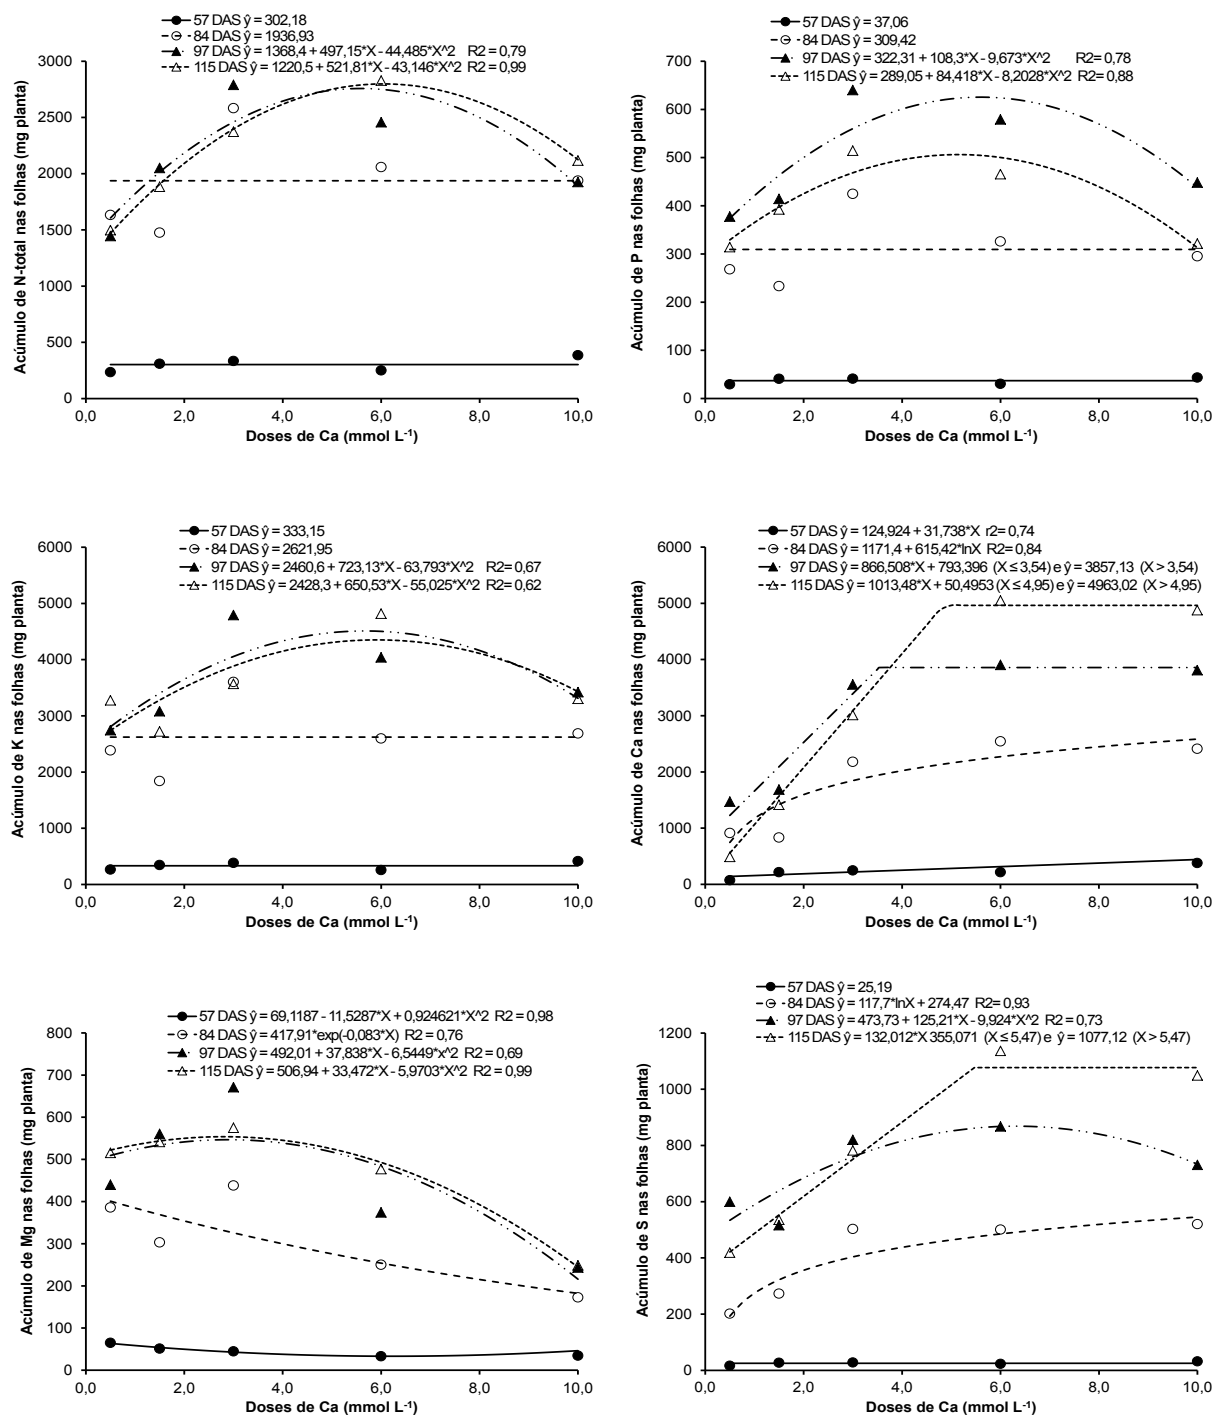 57 DAS ŷ = 302,18
84 DAS ŷ = 1936,93
97 DAS ŷ = 1368,4 + 497,15*X - 44,485*X^2 R2 = 0,79
115 DAS ŷ = 1220,5 + 521,81*X - 43,146*X^2 R2 = 0,99
3000
2500
2000
1500
1000
500
0
0,0 2,0 4,0 6,0 8,0 10,0
Acúmulo de N-total nas folhas (mg planta)
Doses de Ca (mmol L-1)
57 DAS ŷ = 37,06
84 DAS ŷ = 309,42
97 DAS ŷ = 322,31 + 108,3*X - 9,673*X^2 R2= 0,78
115 DAS ŷ = 289,05 + 84,418*X - 8,2028*X^2 R2= 0,88
700
600
500
400
300
200
100
0
0,0 2,0 4,0 6,0 8,0 10,0
Acúmulo de P nas folhas (mg planta)
Doses de Ca (mmol L-1)
57 DAS ŷ = 333,15
84 DAS ŷ = 2621,95
97 DAS ŷ = 2460,6 + 723,13*X - 63,793*X^2 R2= 0,67
115 DAS ŷ = 2428,3 + 650,53*X - 55,025*X^2 R2= 0,62
6000
5000
4000
3000
2000
1000
0
0,0 2,0 4,0 6,0 8,0 10,0
Acúmulo de K nas folhas (mg planta)
Doses de Ca (mmol L-1)
57 DAS ŷ = 124,924 + 31,738*X r2= 0,74
84 DAS ŷ = 1171,4 + 615,42*lnX R2= 0,84
97 DAS ŷ = 866,508*X + 793,396 (X ≤ 3,54) e ŷ = 3857,13 (X > 3,54)
115 DAS ŷ = 1013,48*X + 50,4953 (X ≤ 4,95) e ŷ = 4963,02 (X > 4,95)
6000
5000
4000
3000
2000
1000
0
0,0 2,0 4,0 6,0 8,0 10,0
Acúmulo de Ca nas folhas (mg planta)
Doses de Ca (mmol L-1)
57 DAS ŷ = 69,1187 - 11,5287*X + 0,924621*X^2 R2 = 0,98
84 DAS ŷ = 417,91*exp(-0,083*X) R2 = 0,76
97 DAS ŷ = 492,01 + 37,838*X - 6,5449*x^2 R2 = 0,69
115 DAS ŷ = 506,94 + 33,472*X - 5,9703*X^2 R2 = 0,99
800
700
600
500
400
300
200
100
0
0,0 2,0 4,0 6,0 8,0 10,0
Acúmulo de Mg nas folhas (mg planta)
Doses de Ca (mmol L-1)
57 DAS ŷ = 25,19
84 DAS ŷ = 117,7*lnX + 274,47 R2= 0,93
97 DAS ŷ = 473,73 + 125,21*X - 9,924*X^2 R2 = 0,73
115 DAS ŷ = 132,012*X 355,071 (X ≤ 5,47) e ŷ = 1077,12 (X > 5,47)
1200
1000
800
600
400
200
0
0,0 2,0 4,0 6,0 8,0 10,0
Acúmulo de S nas folhas (mg planta)
Doses de Ca (mmol L-1)